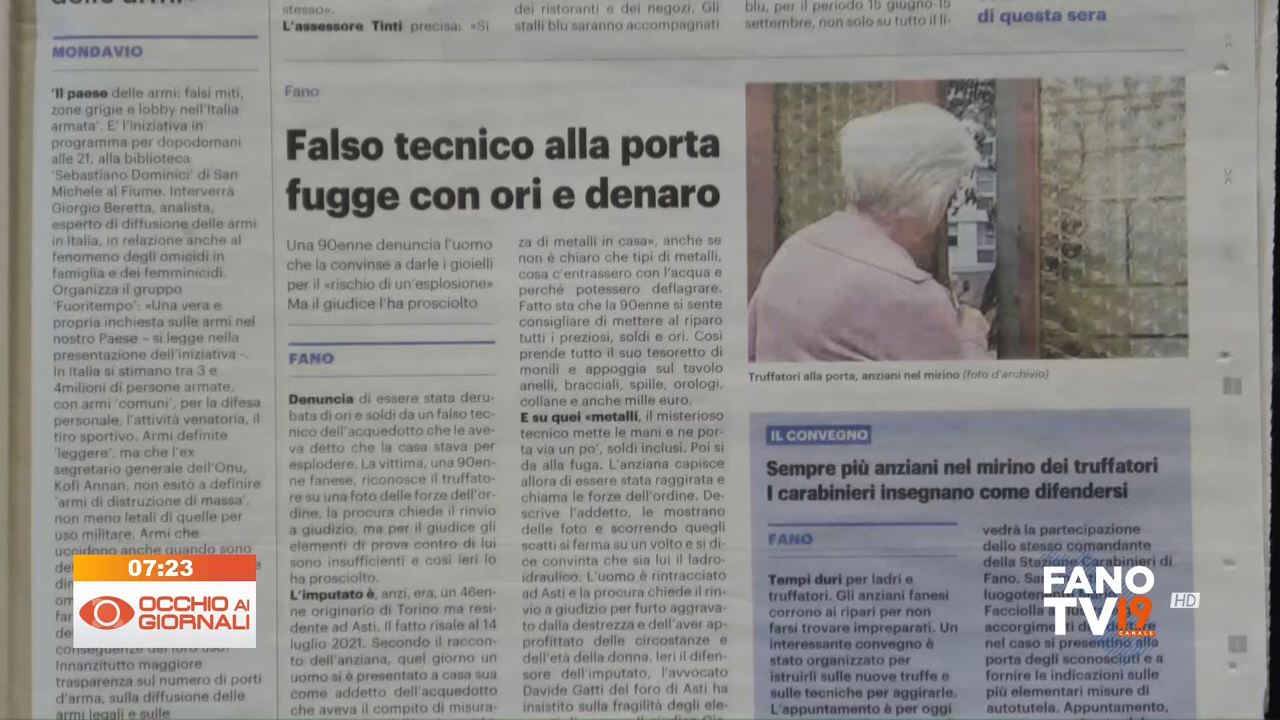 MONDAVIO
'Il paese delle armi: falsi miti,
zone grigie e lobby nell'Italia
armata'. E' l'iniziativa in
programma per dopodomani
alle 21, alla biblioteca
'Sebastiano Dominici' di San
Michele al Fiume. Interverrà
Giorgio Beretta, analista,
esperto di diffusione delle armi
in Italia, in relazione anche al
fenomeno degli omicidi in
famiglia e dei femminicidi.
Organizza il gruppo
'Fuoritempo': «Una vera e
propria inchiesta sulle armi nel
nostro Paese – si legge nella
presentazione dell'iniziativa -.
In Italia si stimano tra 3 e
4milioni di persone armate,
con armi 'comuni', per la difesa
personale, l'attività venatoria, il
tiro sportivo. Armi definite
'leggere', ma che l'ex
segretario generale dell'Onu,
Kofi Annan, non esitò a definire
'armi di distruzione di massa',
non meno letali di quelle per
uso militare. Armi che
uccidono anche quando sono
Innanzitutto maggiore
trasparenza sul numero di porti
d'arma, sulla diffusione delle
armi legali e sulle
stesso».
L'assessore Tinti precisa: «Si
dei ristoranti e dei negozi. Gli
stalli blu saranno accompagnati
blu, per il periodo 15 giugno-15
settembre, non solo su tutto il li-
di questa sera
Fano
Falso tecnico alla porta
fugge con ori e denaro
Una 90enne denuncia l'uomo
che la convinse a darle i gioielli
per il «rischio di un'esplosione»
Ma il giudice l'ha prosciolto
FANO
Denuncia di essere stata deru-
bata di ori e soldi da un falso tec-
nico dell'acquedotto che le ave-
va detto che la casa stava per
esplodere. La vittima, una 90en-
ne fanese, riconosce il truffato-
re su una foto delle forze dell'or-
dine, la procura chiede il rinvio
a giudizio, ma per il giudice gli
elementi di prova contro di lui
sono insufficienti e così ieri lo
ha prosciolto.
L'imputato è, anzi, era, un 46en-
ne originario di Torino ma resi-
dente ad Asti. Il fatto risale al 14
luglio 2021. Secondo il raccon-
to dell'anziana, quel giorno un
uomo si è presentato a casa sua
come addetto dell'acquedotto
che aveva il compito di misura-
za di metalli in casa», anche se
non è chiaro che tipi di metalli,
cosa c'entrassero con l'acqua e
perché potessero deflagrare.
Fatto sta che la 90enne si sente
consigliare di mettere al riparo
tutti i preziosi, soldi e ori. Così
prende tutto il suo tesoretto di
monili e appoggia sul tavolo
anelli, bracciali, spille, orologi,
collane e anche mille euro.
E su quei «metalli, il misterioso
tecnico mette le mani e ne por-
ta via un po', soldi inclusi. Poi si
da alla fuga. L'anziana capisce
allora di essere stata raggirata e
chiama le forze dell'ordine. De-
scrive l'addetto, le mostrano
delle foto e scorrendo quegli
scatti si ferma su un volto e si di-
ce convinta che sia lui il ladro-
idraulico. L'uomo è rintracciato
ad Asti e la procura chiede il rin-
vio a giudizio per furto aggrava-
to dalla destrezza e dell'aver ap-
profittato delle circostanze e
dell'età della donna. Ieri il difen-
sore dell'imputato, l'avvocato
Davide Gatti del foro di Asti ha
insistito sulla fragilità degli ele-
Truffatori alla porta, anziani nel mirino (foto d'archivio)
IL CONVEGNO
Sempre più anziani nel mirino dei truffatori
I carabinieri insegnano come difendersi
FANO
Tempi duri per ladri e
truffatori. Gli anziani fanesi
corrono ai ripari per non
farsi trovare impreparati. Un
interessante convegno è
stato organizzato per
istruirli sulle nuove truffe e
sulle tecniche per aggirarle.
L'appuntamento è per oggi
vedrà la partecipazione
dello stesso comandante
della Stazione Carabinieri di
Fano.
nel caso si presentino alla
porta degli sconosciuti e a
fornire le indicazioni sulle
più elementari misure di
autotutela. Appuntamento,
07:23
OCCHIO AI
GIORNALI
FANO
TV19
CANALE
HD